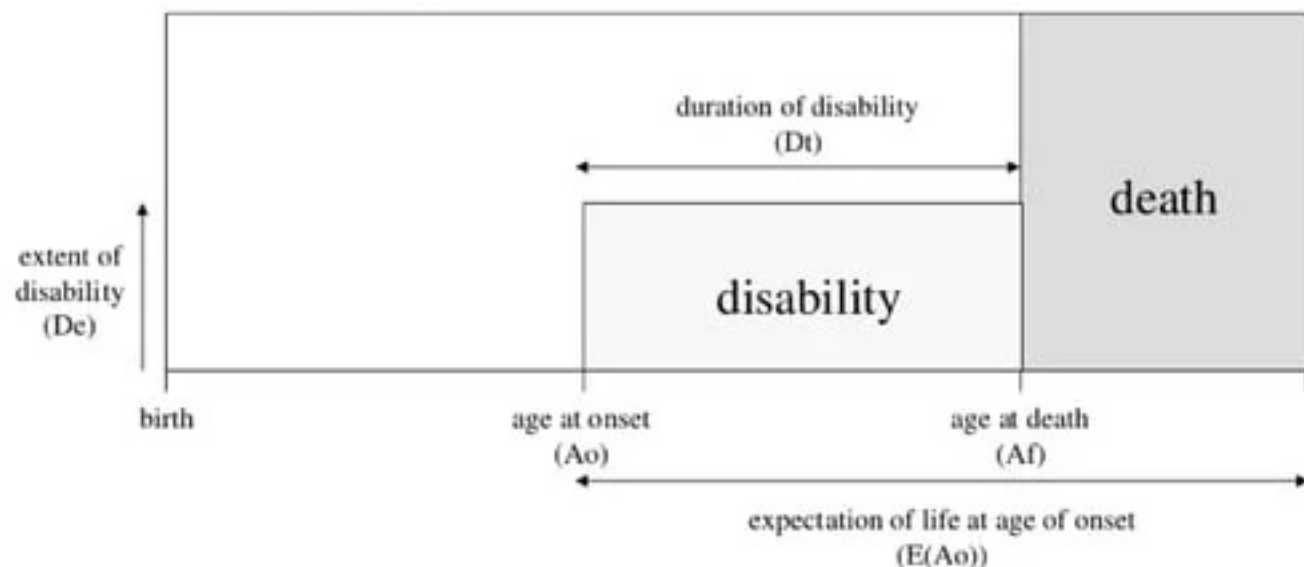 duration of disability
(Dt)
death
extent of
disability
(De)
disability
birth
age at onset
(Ao)
age at death
(Af)
expectation of life at age of onset
(E(Ao))